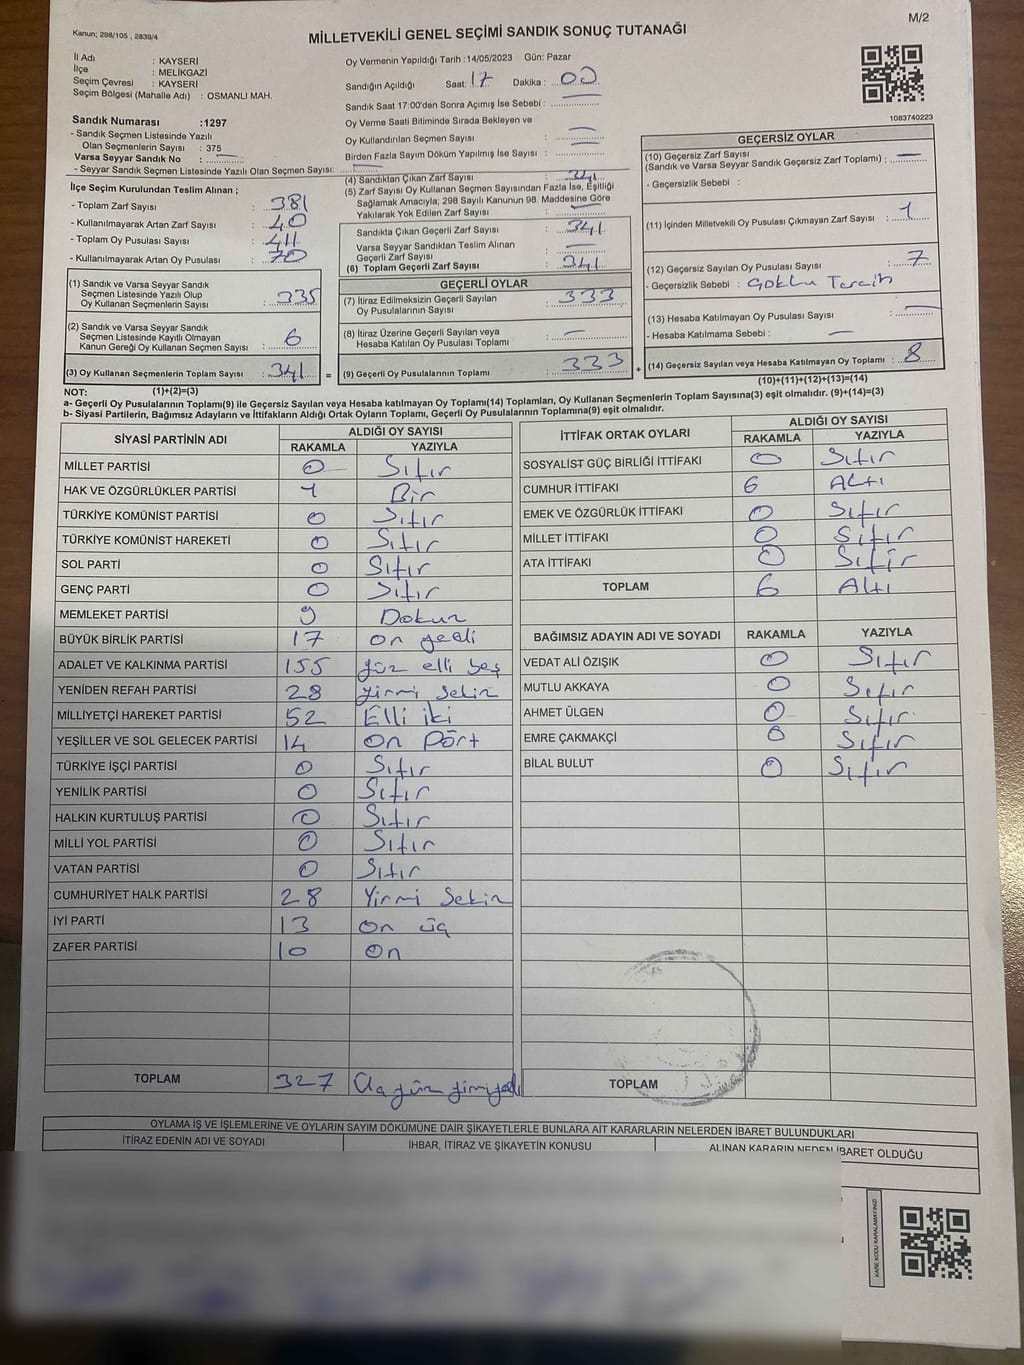 M/2
Kanun; 298/105 , 2839/4
MİLLETVEKİLİ GENEL SEÇİMİ SANDIK SONUÇ TUTANAĞI
İl Adı : KAYSERİ
İlçe : MELİKGAZİ
Seçim Çevresi : KAYSERİ
Seçim Bölgesi (Mahalle Adı) : OSMANLI MAH.
Oy Vermenin Yapıldığı Tarih :14/05/2023 Gün: Pazar
Sandığın Açıldığı Saat: 17 Dakika : 00
Sandık Saat 17:00'den Sonra Açımış İse Sebebi :
Oy Verme Saati Bitiminde Sırada Bekleyen ve
Oy Kullandırılan Seçmen Sayısı : —
Birden Fazla Sayım Döküm Yapılmış İse Sayısı : —
1083740223
Sandık Numarası :1297
- Sandık Seçmen Listesinde Yazılı
Olan Seçmenlerin Sayısı : 375
Varsa Seyyar Sandık No : —
- Seyyar Sandık Seçmen Listesinde Yazılı Olan Seçmen Sayısı: —
İlçe Seçim Kurulundan Teslim Alınan ;
- Toplam Zarf Sayısı : 381
- Kullanılmayarak Artan Zarf Sayısı : 40
- Toplam Oy Pusulası Sayısı : 411
- Kullanılmayarak Artan Oy Pusulası : 70
(1) Sandık ve Varsa Seyyar Sandık
Seçmen Listesinde Yazılı Olup
Oy Kullanan Seçmenlerin Sayısı : 335
(2) Sandık ve Varsa Seyyar Sandık
Seçmen Listesinde Kayıtlı Olmayan
Kanun Gereği Oy Kullanan Seçmen Sayısı : 6
(3) Oy Kullanan Seçmenlerin Toplam Sayısı : 341 =
(4) Sandıktan Çıkan Zarf Sayısı : 341
(5) Zarf Sayısı Oy Kullanan Seçmen Sayısından Fazla İse, Eşitliği
Sağlamak Amacıyla; 298 Sayılı Kanunun 98. Maddesine Göre
Yakılarak Yok Edilen Zarf Sayısı : —
Sandıkta Çıkan Geçerli Zarf Sayısı : 341
Varsa Seyyar Sandıktan Teslim Alınan
Geçerli Zarf Sayısı : —
(6) Toplam Geçerli Zarf Sayısı : 341
GEÇERLİ OYLAR
(7) İtiraz Edilmeksizin Geçerli Sayılan
Oy Pusulalarının Sayısı : 333
(8) İtiraz Üzerine Geçerli Sayılan veya
Hesaba Katılan Oy Pusulası Toplamı : —
(9) Geçerli Oy Pusulalarının Toplamı : 333 +
GEÇERSİZ OYLAR
(10) Geçersiz Zarf Sayısı
(Sandık ve Varsa Seyyar Sandık Geçersiz Zarf Toplamı) : —
- Geçersizlik Sebebi :
(11) İçinden Milletvekili Oy Pusulası Çıkmayan Zarf Sayısı : 1
(12) Geçersiz Sayılan Oy Pusulası Sayısı : 7
- Geçersizlik Sebebi : Çoklu Tercih
(13) Hesaba Katılmayan Oy Pusulası Sayısı : —
- Hesaba Katılmama Sebebi : —
(14) Geçersiz Sayılan veya Hesaba Katılmayan Oy Toplamı : 8
(10)+(11)+(12)+(13)=(14)
NOT: (1)+(2)=(3)
a- Geçerli Oy Pusulalarının Toplamı(9) ile Geçersiz Sayılan veya Hesaba katılmayan Oy Toplamı(14) Toplamları, Oy Kullanan Seçmenlerin Toplam Sayısına(3) eşit olmalıdır. (9)+(14)=(3)
b- Siyasi Partilerin, Bağımsız Adayların ve İttifakların Aldığı Ortak Oyların Toplamı, Geçerli Oy Pusulalarının Toplamına(9) eşit olmalıdır.
SİYASİ PARTİNİN ADI ALDIĞI OY SAYISI
RAKAMLA YAZIYLA
MİLLET PARTİSİ 0 Sıfır
HAK VE ÖZGÜRLÜKLER PARTİSİ 1 Bir
TÜRKİYE KOMÜNİST PARTİSİ 0 Sıfır
TÜRKİYE KOMÜNİST HAREKETİ 0 Sıfır
SOL PARTİ 0 Sıfır
GENÇ PARTİ 0 Sıfır
MEMLEKET PARTİSİ 9 Dokuz
BÜYÜK BİRLİK PARTİSİ 17 On yedi
ADALET VE KALKINMA PARTİSİ 155 yüz elli beş
YENİDEN REFAH PARTİSİ 28 yirmi sekiz
MİLLİYETÇİ HAREKET PARTİSİ 52 Elli iki
YEŞİLLER VE SOL GELECEK PARTİSİ 14 On Dört
TÜRKİYE İŞÇİ PARTİSİ 0 Sıfır
YENİLİK PARTİSİ 0 Sıfır
HALKIN KURTULUŞ PARTİSİ 0 Sıfır
MİLLİ YOL PARTİSİ 0 Sıfır
VATAN PARTİSİ 0 Sıfır
CUMHURİYET HALK PARTİSİ 28 Yirmi Sekiz
İYİ PARTİ 13 On üç
ZAFER PARTİSİ 10 On
TOPLAM 327 Üç yüz yirmi yedi
İTTİFAK ORTAK OYLARI ALDIĞI OY SAYISI
RAKAMLA YAZIYLA
SOSYALİST GÜÇ BİRLİĞİ İTTİFAKI 0 Sıfır
CUMHUR İTTİFAKI 6 Altı
EMEK VE ÖZGÜRLÜK İTTİFAKI 0 Sıfır
MİLLET İTTİFAKI 0 Sıfır
ATA İTTİFAKI 0 Sıfır
TOPLAM 6 Altı
BAĞIMSIZ ADAYIN ADI VE SOYADI RAKAMLA YAZIYLA
VEDAT ALİ ÖZIŞIK 0 Sıfır
MUTLU AKKAYA 0 Sıfır
AHMET ÜLGEN 0 Sıfır
EMRE ÇAKMAKÇİ 0 Sıfır
BİLAL BULUT 0 Sıfır
TOPLAM
OYLAMA İŞ VE İŞLEMLERİNE VE OYLARIN SAYIM DÖKÜMÜNE DAİR ŞİKAYETLERLE BUNLARA AİT KARARLARIN NELERDEN İBARET BULUNDUKLARI
İTİRAZ EDENİN ADI VE SOYADI İHBAR, İTİRAZ VE ŞİKAYETİN KONUSU ALINAN KARARIN NEDEN İBARET OLDUĞU
KARE KODU KARALAMAYINIZ!